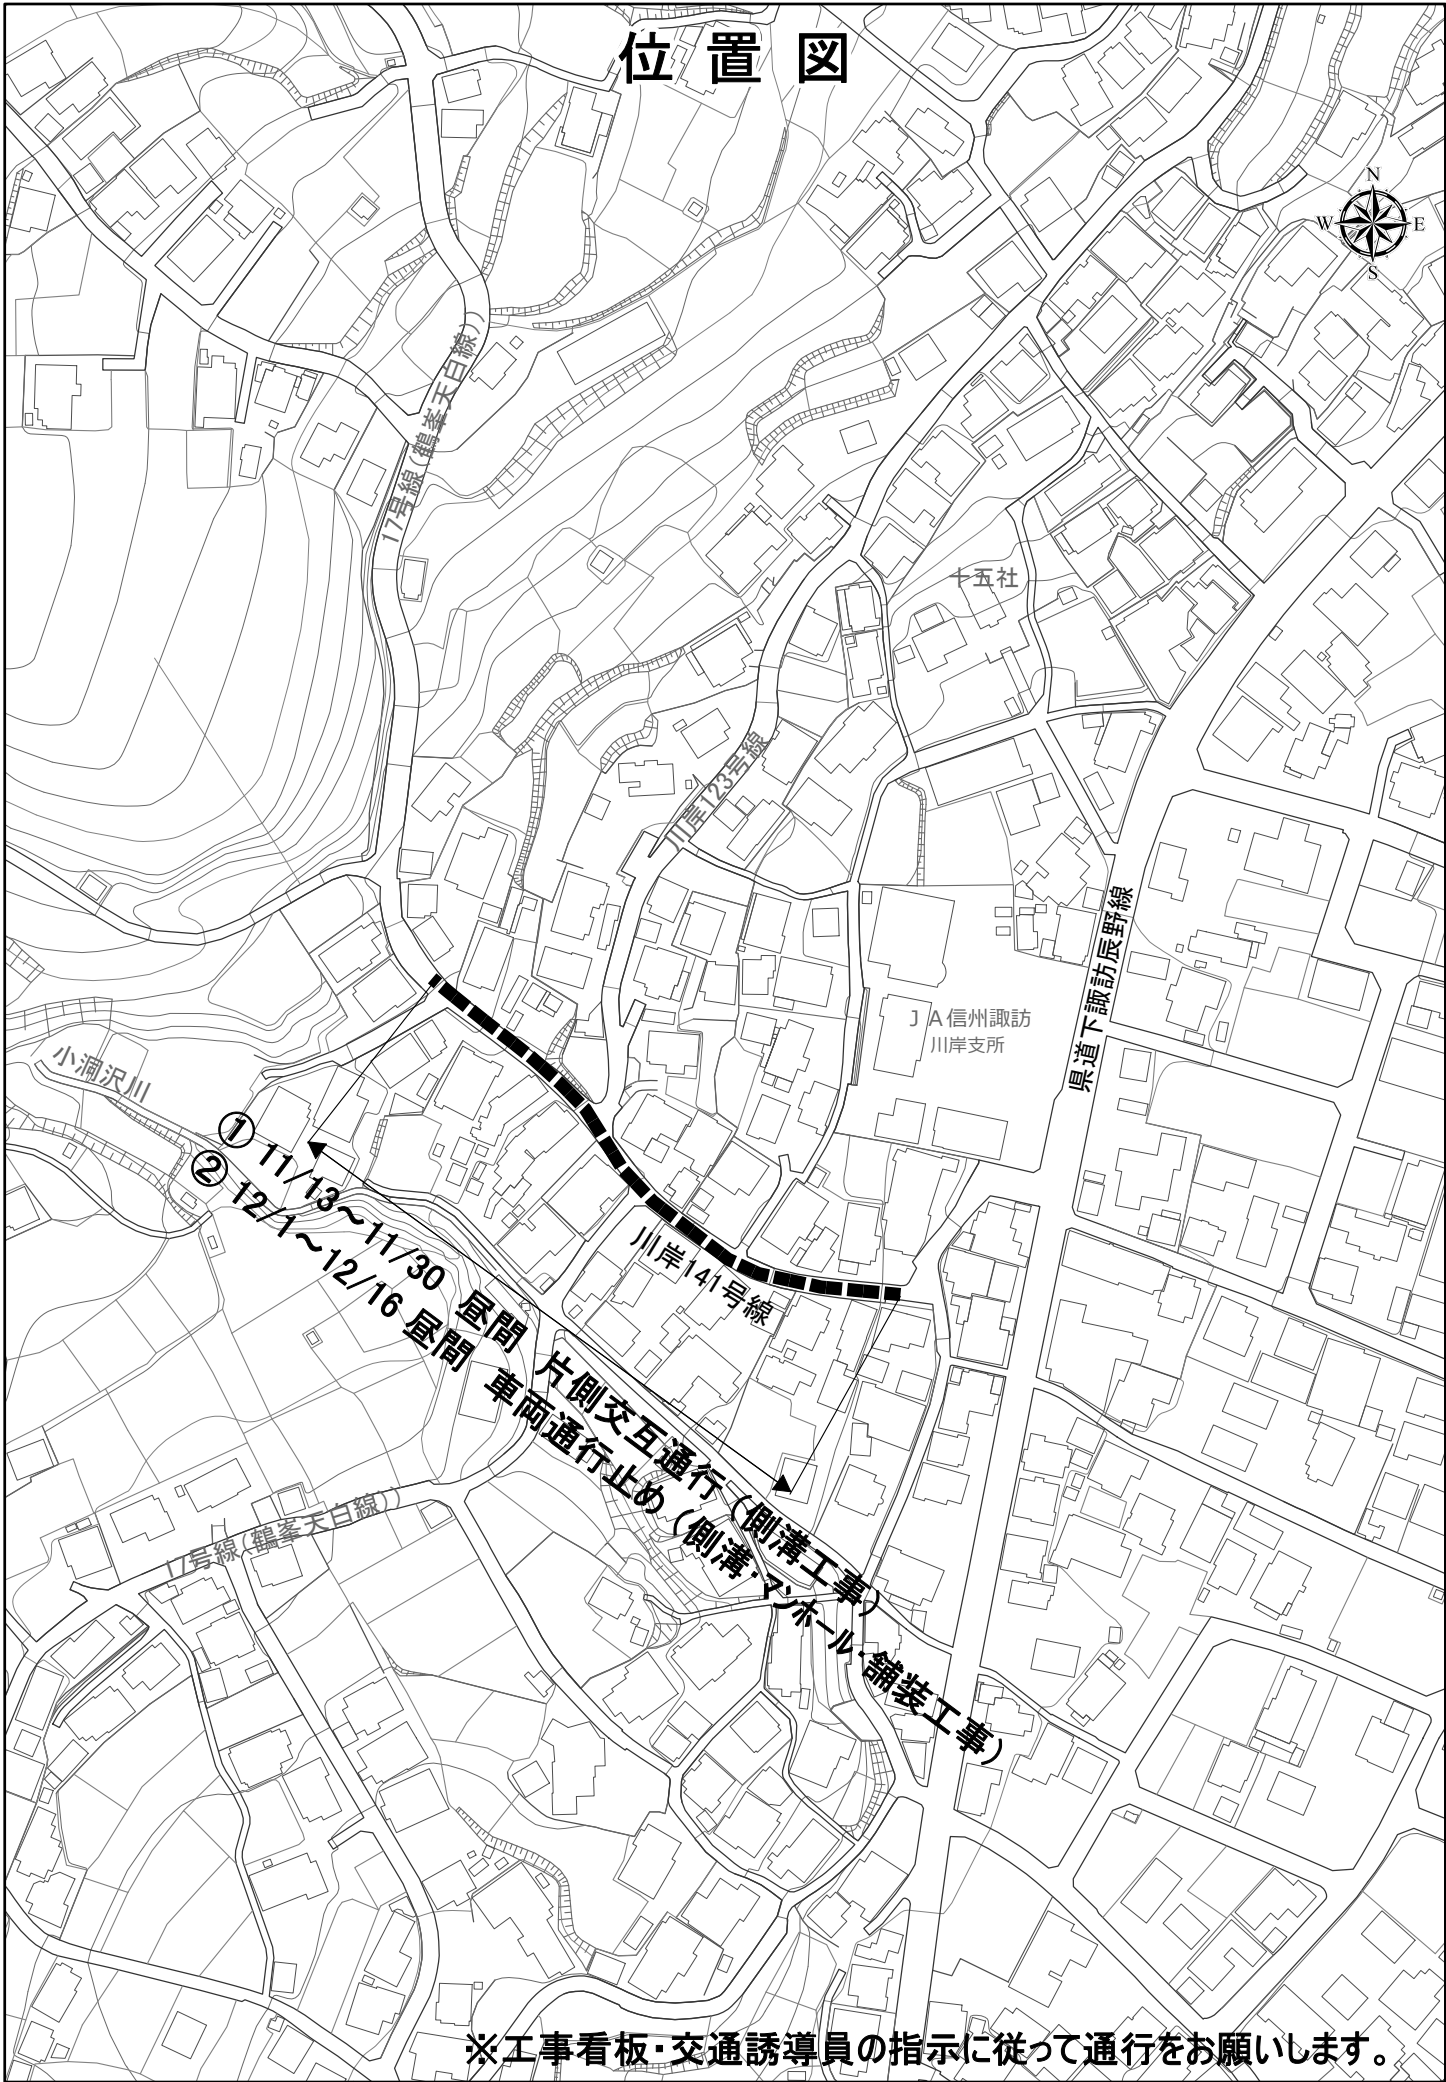 位置図
N
W
E
S
17号線(鶴峯天白線))
十五社
川岸123号線
県道下諏訪辰野線
ＪＡ信州諏訪
川岸支所
小洞沢川
① 11/13～11/30 昼間 片側交互通行（側溝工事）
② 12/1～12/16 昼間 車両通行止め（側溝・マンホール・舗装工事）
川岸141号線
17号線(鶴峯天白線))
※工事看板・交通誘導員の指示に従って通行をお願いします。